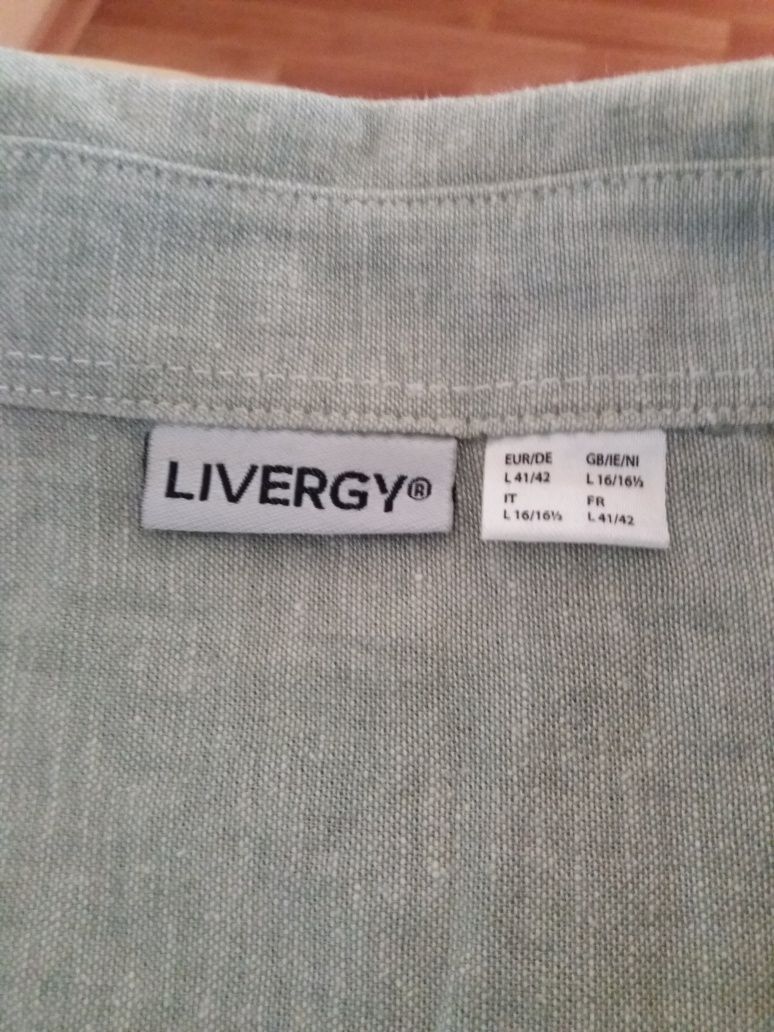 LIVERGY®
EUR/DE GB/IE/NI
L 41/42 L 16/16½
IT FR
L 16/16½ L 41/42